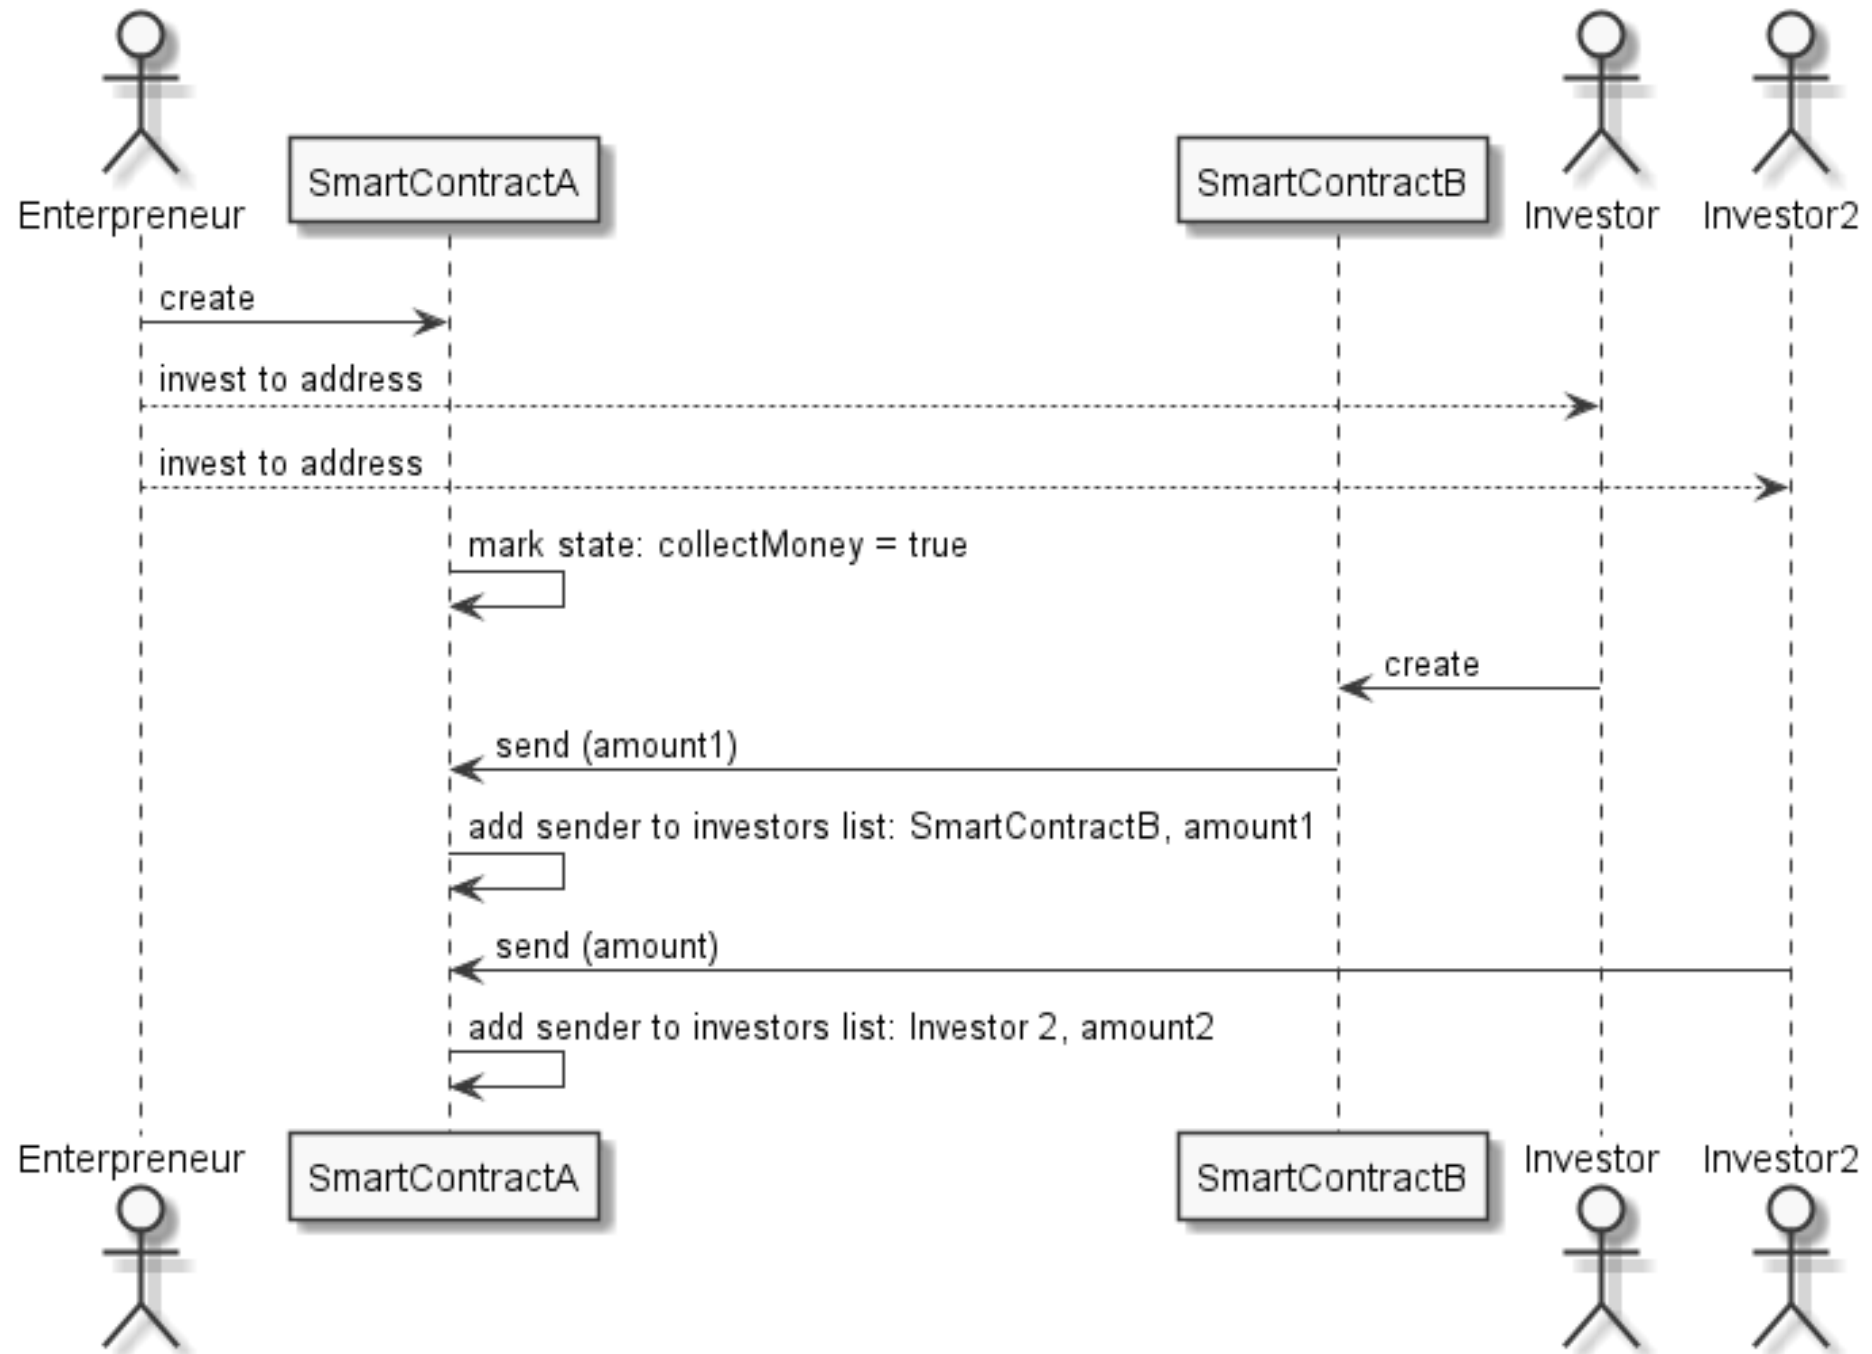 Enterpreneur
SmartContractA
SmartContractB
Investor
Investor2
create
invest to address
invest to address
mark state: collectMoney = true
create
send (amount1)
add sender to investors list: SmartContractB, amount1
send (amount)
add sender to investors list: Investor 2, amount2
Enterpreneur
SmartContractA
SmartContractB
Investor
Investor2